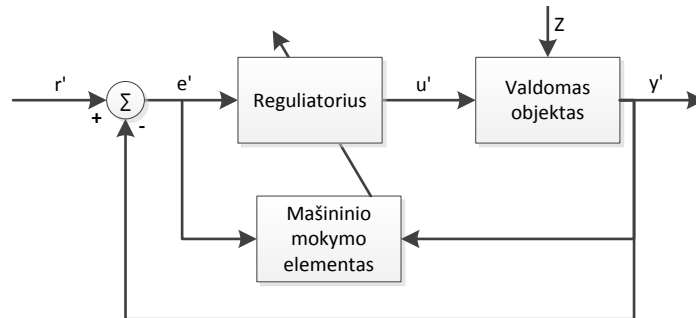 Z
r'
Σ
+
-
e'
Reguliatorius
u'
Valdomas
objektas
y'
Mašininio
mokymo
elementas